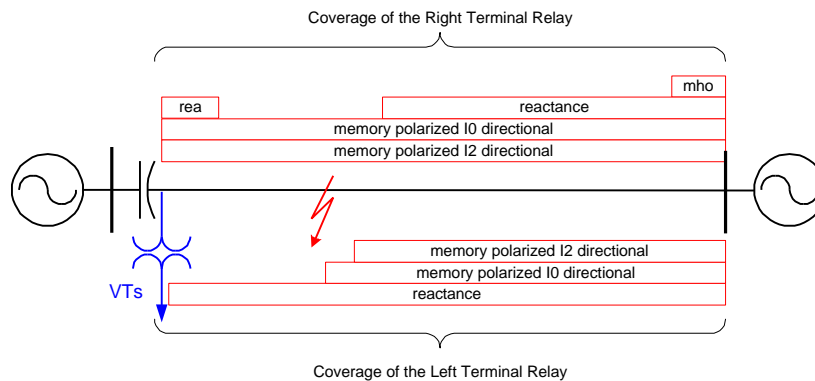 Coverage of the Right Terminal Relay
mho
rea
reactance
memory polarized I0 directional
memory polarized I2 directional
memory polarized I2 directional
memory polarized I0 directional
VTs
reactance
Coverage of the Left Terminal Relay